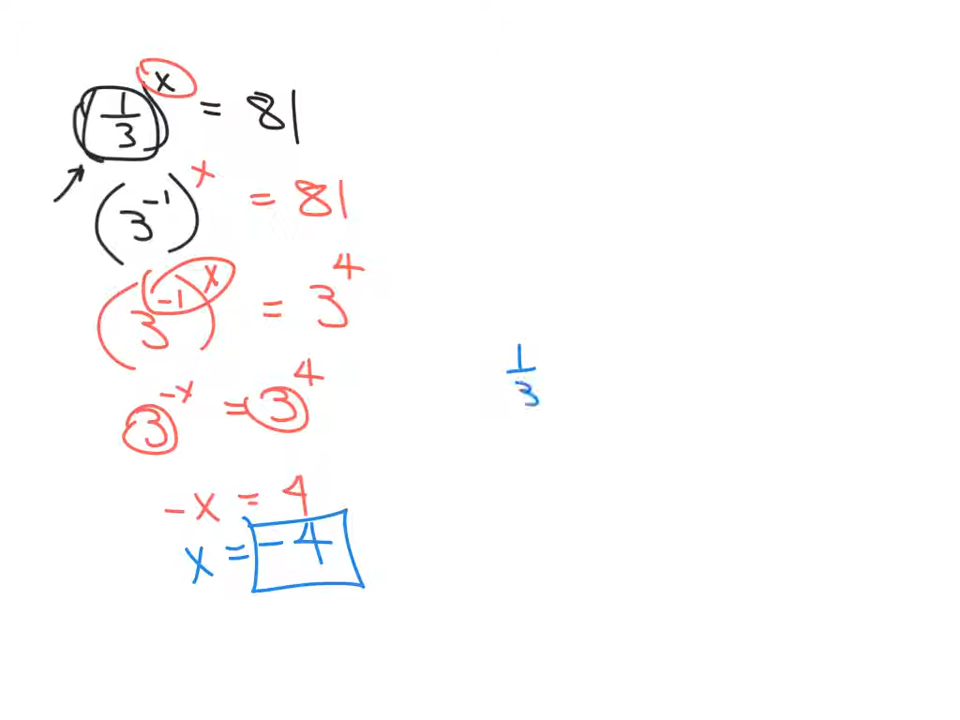 (1/3)^x = 81
(3^-1)^x = 81
(3^-1)^x = 3^4
3^-x = 3^4
-x = 4
x = -4
1/3